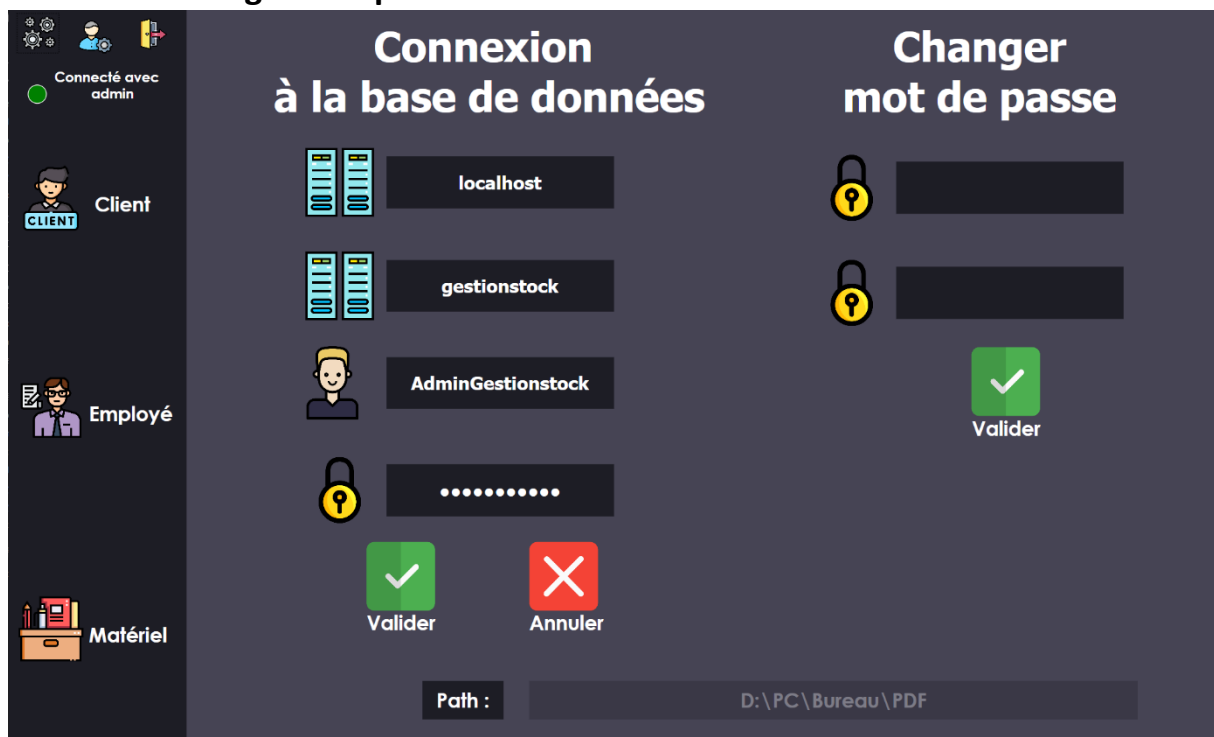 Connecté avec
admin
CLIENT
Client
Employé
Matériel
Connexion
à la base de données
localhost
gestionstock
AdminGestionstock
•••••••••••
Valider
Annuler
Changer
mot de passe
Valider
Path :
D:\PC\Bureau\PDF